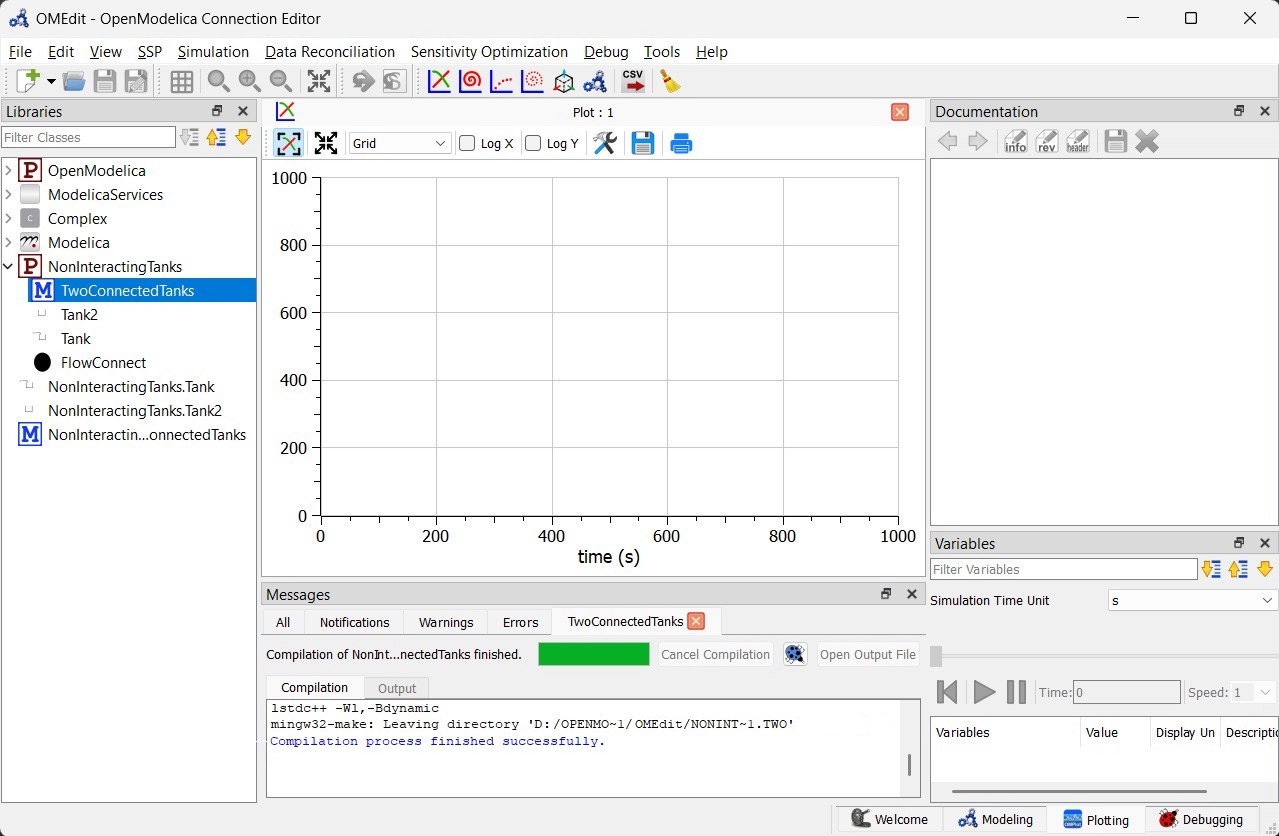 OMEdit - OpenModelica Connection Editor
File Edit View SSP Simulation Data Reconciliation Sensitivity Optimization Debug Tools Help
CSV
Libraries
Filter Classes
P OpenModelica
ModelicaServices
C Complex
m Modelica
P NonInteractingTanks
M TwoConnectedTanks
Tank2
Tank
FlowConnect
NonInteractingTanks.Tank
NonInteractingTanks.Tank2
M NonInteractin...onnectedTanks
Plot : 1
Grid Log X Log Y
1000
800
600
400
200
0
0 200 400 600 800 1000
time (s)
Messages
All Notifications Warnings Errors TwoConnectedTanks
Compilation of NonInt...nectedTanks finished. Cancel Compilation Open Output File
Compilation Output
lstdc++ -Wl,-Bdynamic
mingw32-make: Leaving directory 'D:/OPENMO~1/OMEdit/NONINT~1.TWO'
Compilation process finished successfully.
Documentation
info rev header
Variables
Filter Variables
Simulation Time Unit s
Time: 0 Speed: 1
Variables Value Display Un Descriptic
Welcome Modeling Plotting Debugging